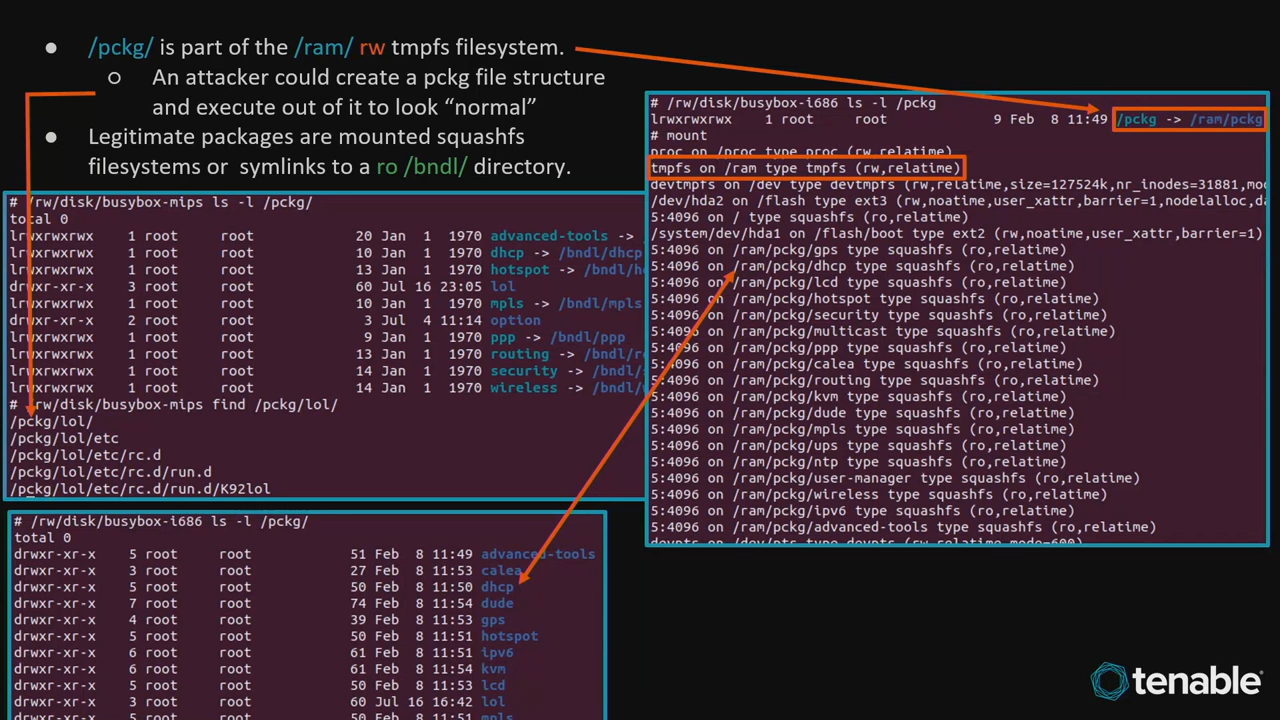 ● /pckg/ is part of the /ram/ rw tmpfs filesystem.
○ An attacker could create a pckg file structure
and execute out of it to look “normal”
● Legitimate packages are mounted squashfs
filesystems or symlinks to a ro /bndl/ directory.
# /rw/disk/busybox-mips ls -l /pckg/
total 0
lrwxrwxrwx 1 root root 20 Jan 1 1970 advanced-tools ->
lrwxrwxrwx 1 root root 10 Jan 1 1970 dhcp -> /bndl/dhcp
lrwxrwxrwx 1 root root 13 Jan 1 1970 hotspot -> /bndl/ho
drwxr-xr-x 3 root root 60 Jul 16 23:05 lol
lrwxrwxrwx 1 root root 10 Jan 1 1970 mpls -> /bndl/mpls
drwxr-xr-x 2 root root 3 Jul 4 11:14 option
lrwxrwxrwx 1 root root 9 Jan 1 1970 ppp -> /bndl/ppp
lrwxrwxrwx 1 root root 13 Jan 1 1970 routing -> /bndl/ro
lrwxrwxrwx 1 root root 14 Jan 1 1970 security -> /bndl/
lrwxrwxrwx 1 root root 14 Jan 1 1970 wireless -> /bndl/
# /rw/disk/busybox-mips find /pckg/lol/
/pckg/lol/
/pckg/lol/etc
/pckg/lol/etc/rc.d
/pckg/lol/etc/rc.d/run.d
/pckg/lol/etc/rc.d/run.d/K92lol
# /rw/disk/busybox-i686 ls -l /pckg/
total 0
drwxr-xr-x 5 root root 51 Feb 8 11:49 advanced-tools
drwxr-xr-x 3 root root 27 Feb 8 11:53 calea
drwxr-xr-x 5 root root 50 Feb 8 11:50 dhcp
drwxr-xr-x 7 root root 74 Feb 8 11:54 dude
drwxr-xr-x 4 root root 39 Feb 8 11:53 gps
drwxr-xr-x 5 root root 50 Feb 8 11:51 hotspot
drwxr-xr-x 6 root root 61 Feb 8 11:52 ipv6
drwxr-xr-x 6 root root 61 Feb 8 11:54 kvm
drwxr-xr-x 5 root root 50 Feb 8 11:53 lcd
drwxr-xr-x 3 root root 60 Jul 16 16:42 lol
drwxr-xr-x 5 root root 50 Feb 8 11:51 mpls
# /rw/disk/busybox-i686 ls -l /pckg
lrwxrwxrwx 1 root root 9 Feb 8 11:49 /pckg -> /ram/pckg
# mount
proc on /proc type proc (rw,relatime)
tmpfs on /ram type tmpfs (rw,relatime)
devtmpfs on /dev type devtmpfs (rw,relatime,size=127524k,nr_inodes=31881,mod
/dev/hda2 on /flash type ext3 (rw,noatime,user_xattr,barrier=1,nodelalloc,da
5:4096 on / type squashfs (ro,relatime)
/system/dev/hda1 on /flash/boot type ext2 (rw,noatime,user_xattr,barrier=1)
5:4096 on /ram/pckg/gps type squashfs (ro,relatime)
5:4096 on /ram/pckg/dhcp type squashfs (ro,relatime)
5:4096 on /ram/pckg/lcd type squashfs (ro,relatime)
5:4096 on /ram/pckg/hotspot type squashfs (ro,relatime)
5:4096 on /ram/pckg/security type squashfs (ro,relatime)
5:4096 on /ram/pckg/multicast type squashfs (ro,relatime)
5:4096 on /ram/pckg/ppp type squashfs (ro,relatime)
5:4096 on /ram/pckg/calea type squashfs (ro,relatime)
5:4096 on /ram/pckg/routing type squashfs (ro,relatime)
5:4096 on /ram/pckg/kvm type squashfs (ro,relatime)
5:4096 on /ram/pckg/dude type squashfs (ro,relatime)
5:4096 on /ram/pckg/mpls type squashfs (ro,relatime)
5:4096 on /ram/pckg/ups type squashfs (ro,relatime)
5:4096 on /ram/pckg/ntp type squashfs (ro,relatime)
5:4096 on /ram/pckg/user-manager type squashfs (ro,relatime)
5:4096 on /ram/pckg/wireless type squashfs (ro,relatime)
5:4096 on /ram/pckg/ipv6 type squashfs (ro,relatime)
5:4096 on /ram/pckg/advanced-tools type squashfs (ro,relatime)
devpts on /dev/pts type devpts (rw,relatime,mode=600)
tenable